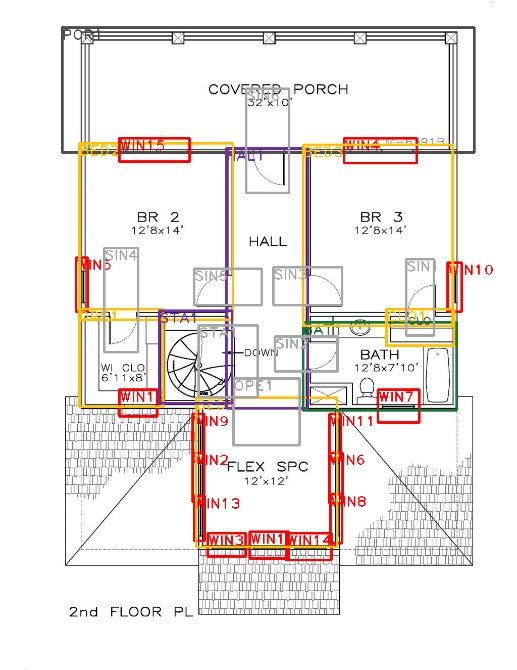 POR1
COVERED PORCH
SIN6
32'x10'
WIN15
WIN4
BED2
HAL1
BED3
BR 2
12'8x14'
BR 3
12'8x14'
HALL
SIN4
WIN5
SIN5
SIN3
SIN1
WIN10
STA1
CLO1
STA
DOWN
SIN2
BAT1
BATH
12'8x7'10"
WI CLO
6'11x8"
OPE1
WIN1
WIN7
WIN9
WIN11
WIN2
FLEX SPC
12'x12'
WIN6
WIN13
WIN8
WIN3
WIN1
WIN14
2nd FLOOR PL